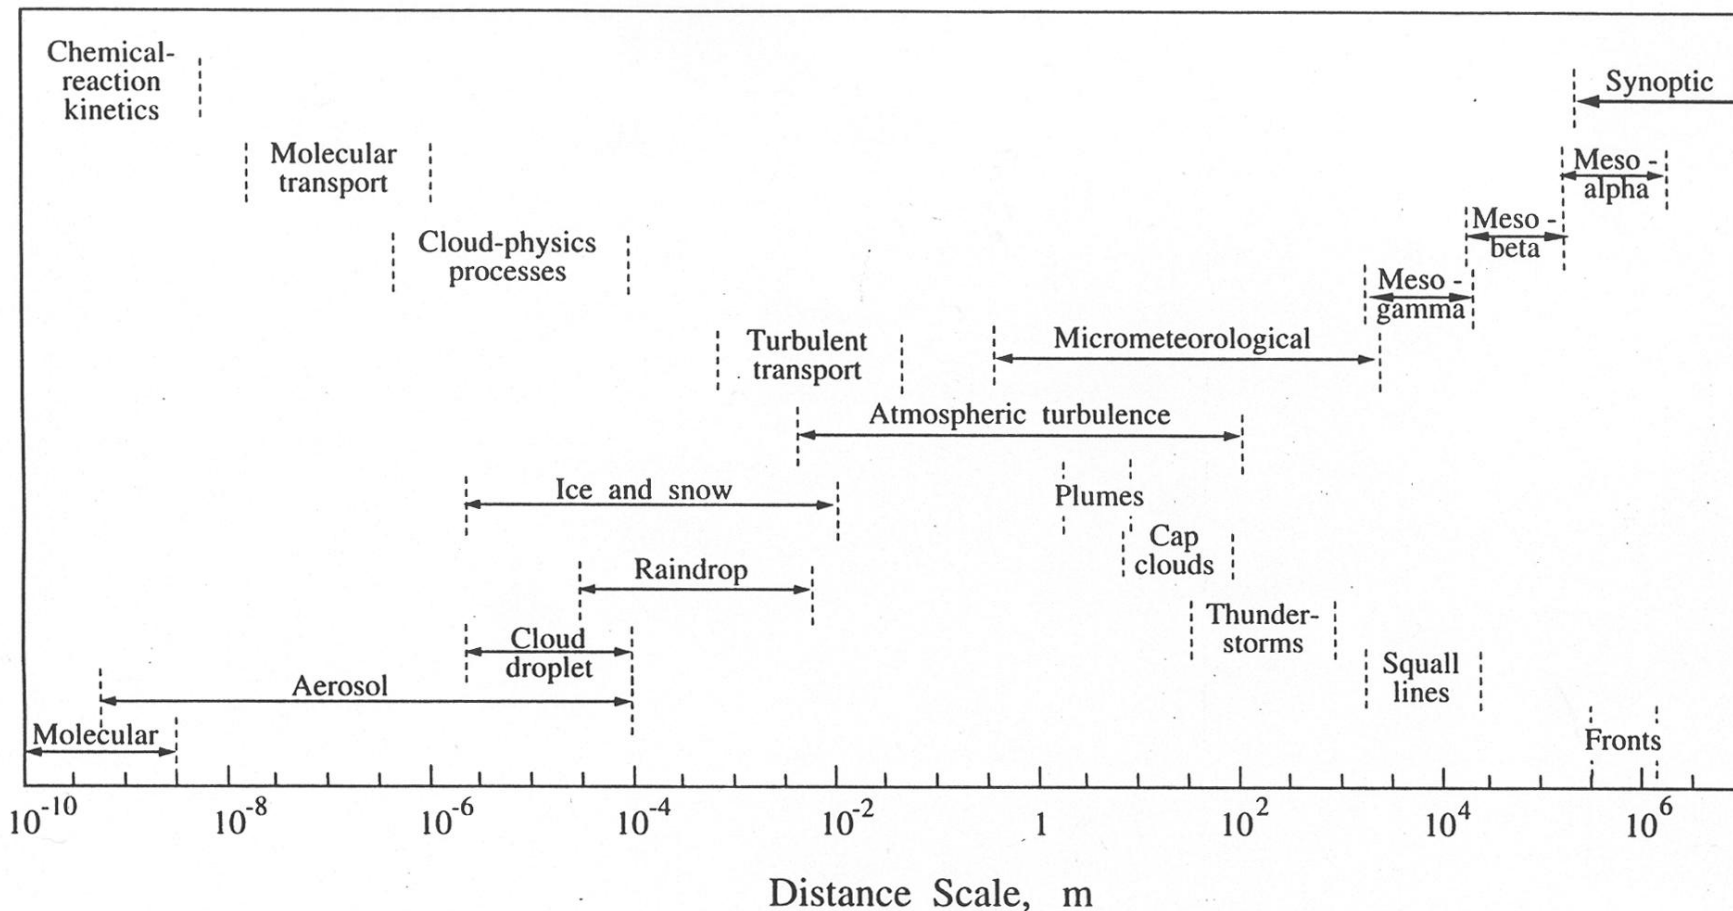 Chemical-
reaction
kinetics
Synoptic
Molecular
transport
Meso -
alpha
Cloud-physics
processes
Meso -
beta
Meso -
gamma
Turbulent
transport
Micrometeorological
Atmospheric turbulence
Ice and snow
Plumes
Cap
clouds
Raindrop
Thunder-
storms
Cloud
droplet
Squall
lines
Aerosol
Molecular
Fronts
10⁻¹⁰ 10⁻⁸ 10⁻⁶ 10⁻⁴ 10⁻² 1 10² 10⁴ 10⁶
Distance Scale, m